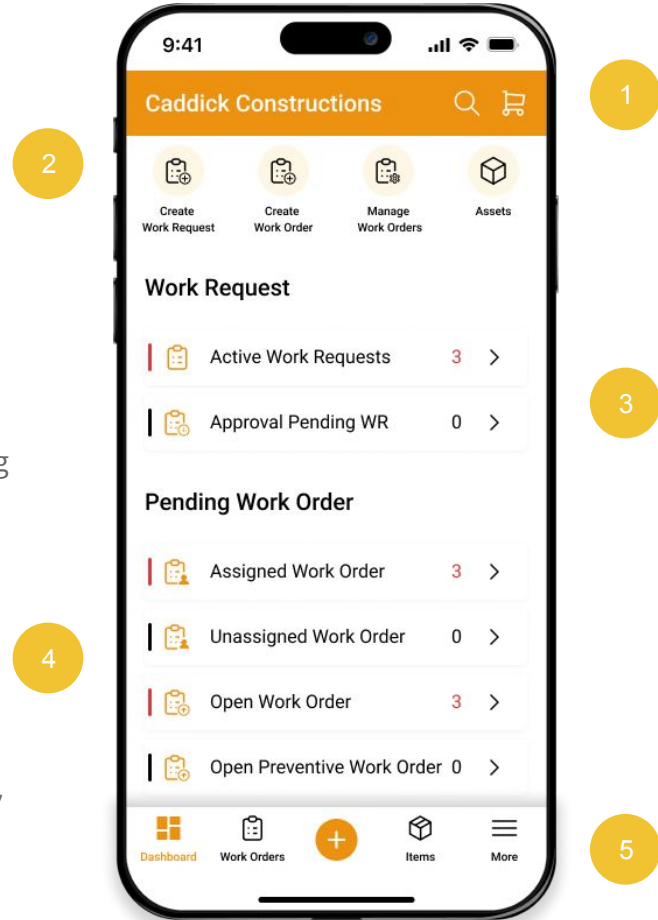 9:41
Caddick Constructions
1
2
Create
Work Request
Create
Work Order
Manage
Work Orders
Assets
Work Request
Active Work Requests 3
3
Approval Pending WR 0
g
Pending Work Order
Assigned Work Order 3
Unassigned Work Order 0
4
Open Work Order 3
Open Preventive Work Order 0
Dashboard
Work Orders
Items
More
5